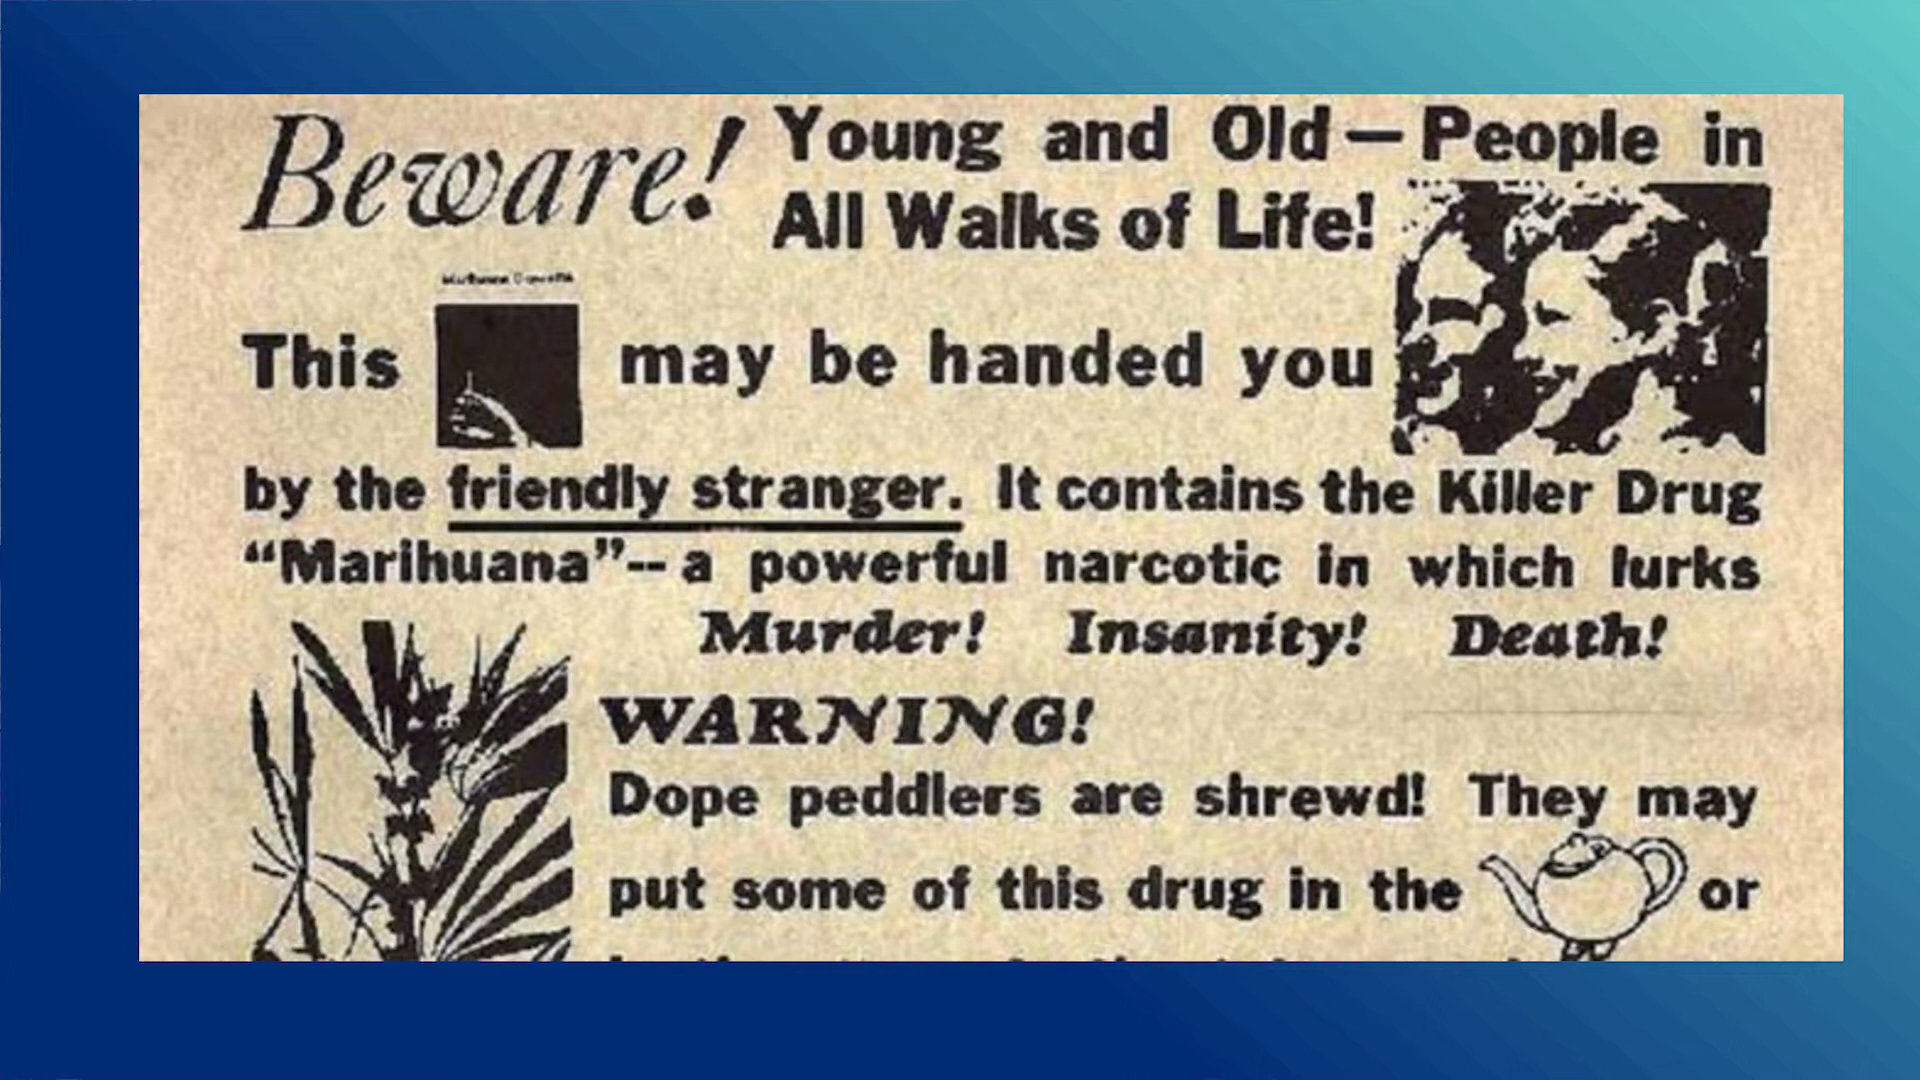 Beware! Young and Old — People in
All Walks of Life!
This may be handed you
by the friendly stranger. It contains the Killer Drug
“Marihuana”-- a powerful narcotic in which lurks
Murder! Insanity! Death!
WARNING!
Dope peddlers are shrewd! They may
put some of this drug in the or